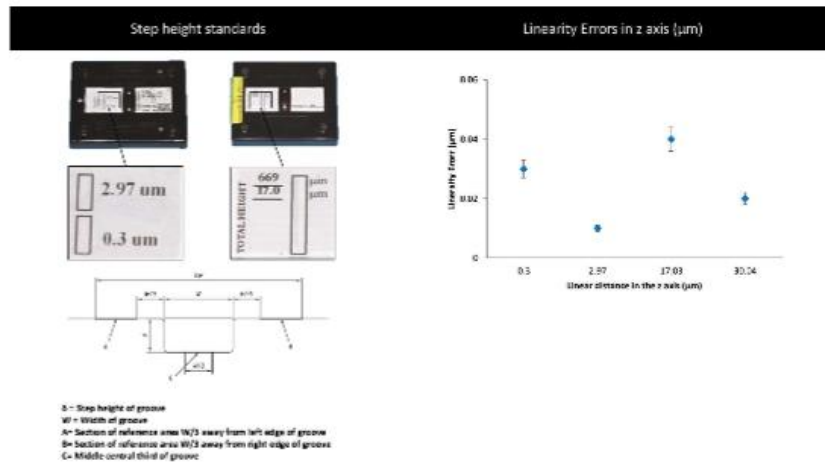 Step height standards
Linearity Errors in z axis (µm)
2.97 um
0.3 um
TOTAL HEIGHT
669 µin
17.0 µm
0.06
0.04
0.02
0
Linearity Error (µm)
0.3 2.97 17.03 30.04
Linear distance in the z axis (µm)
W
δ = Step height of groove
W = Width of groove
A= Section of reference area W/3 away from left edge of groove
B= Section of reference area W/3 away from right edge of groove
C= Middle central third of groove